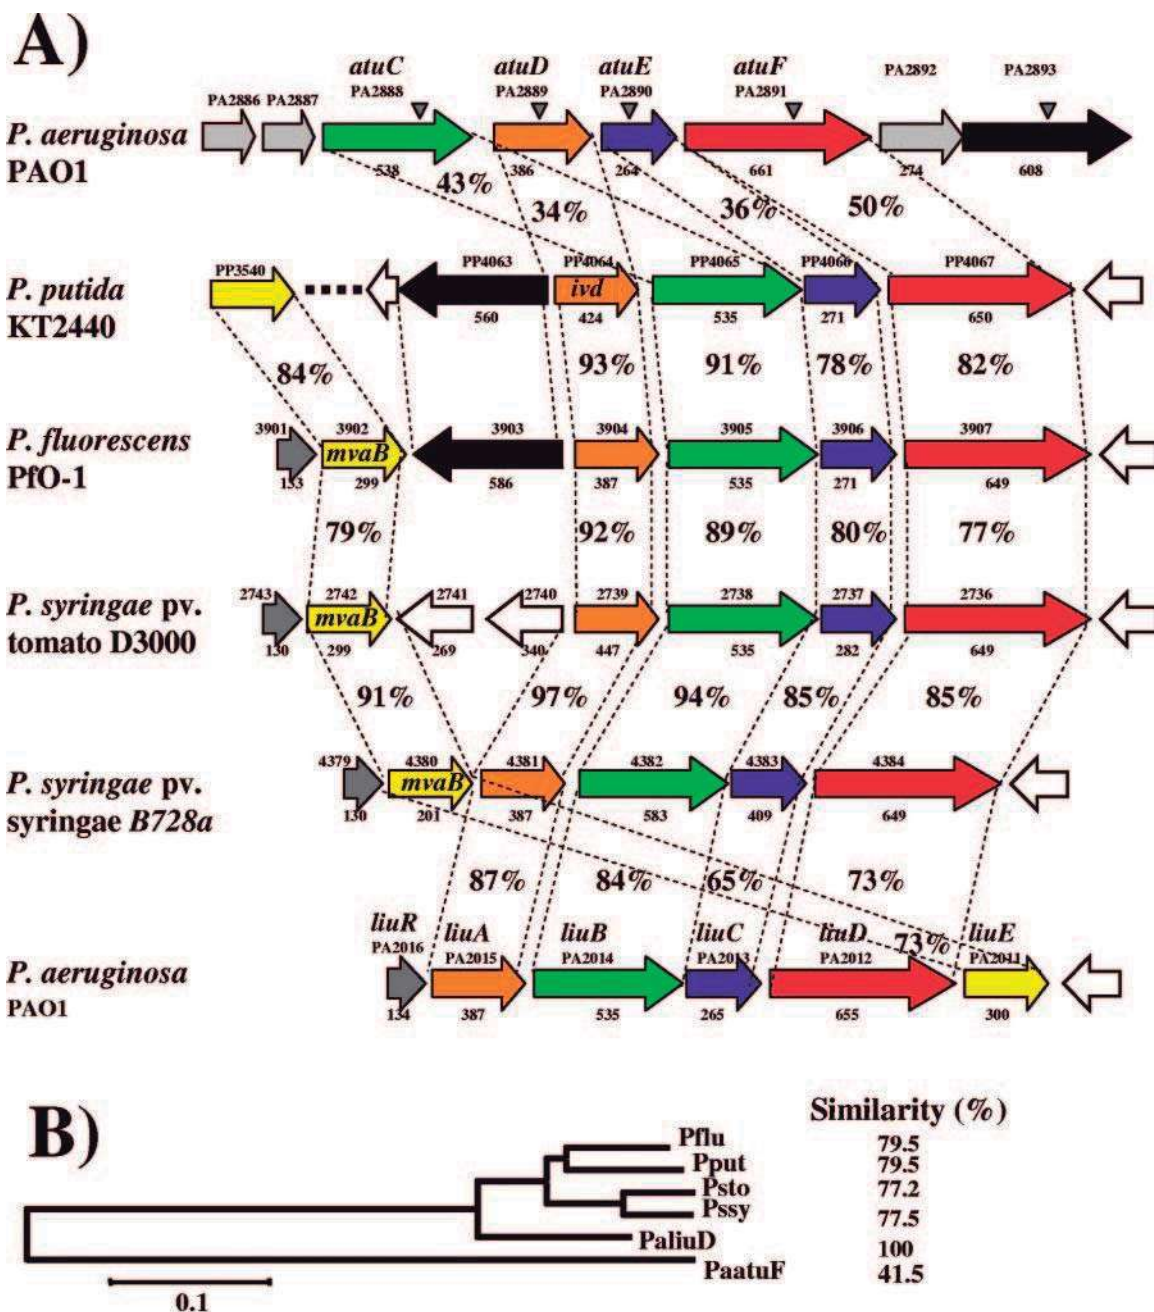 A)
atuC atuD atuE atuF
PA2886 PA2887 PA2888 PA2889 PA2890 PA2891 PA2892 PA2893
P. aeruginosa
PAO1
538 386 264 661 274 608
43% 34% 36% 50%
PP3540 PP4063 PP4064 PP4065 PP4066 PP4067
P. putida
KT2440
ivd
560 424 535 271 650
84% 93% 91% 78% 82%
3901 3902 3903 3904 3905 3906 3907
P. fluorescens
PfO-1
mvaB
133 299 586 387 535 271 649
79% 92% 89% 80% 77%
2743 2742 2741 2740 2739 2738 2737 2736
P. syringae pv.
tomato D3000
mvaB
130 299 269 340 447 535 282 649
91% 97% 94% 85% 85%
4379 4380 4381 4382 4383 4384
P. syringae pv.
syringae B728a
mvaB
130 201 387 583 409 649
87% 84% 65% 73%
73%
liuR liuA liuB liuC liuD liuE
PA2016 PA2015 PA2014 PA2013 PA2012 PA2011
P. aeruginosa
PAO1
134 387 535 265 655 300
B)
Similarity (%)
Pflu 79.5
Pput 79.5
Psto 77.2
Pssy 77.5
PaliuD 100
PaatuF 41.5
0.1